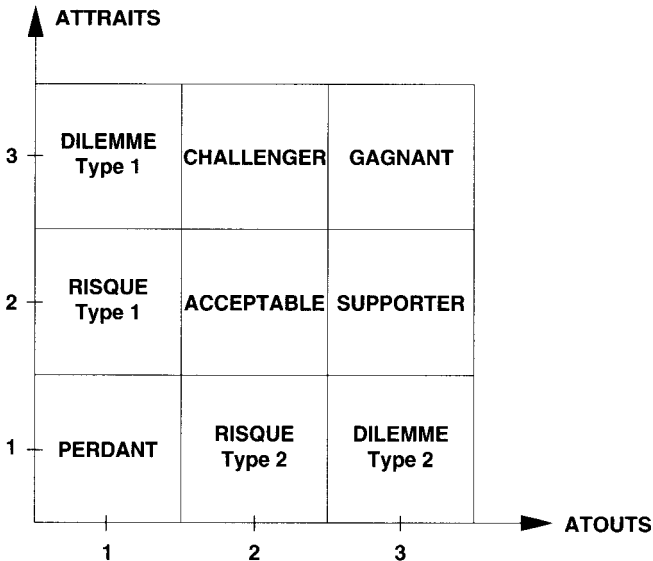 ATTRAITS
3
DILEMME
Type 1
CHALLENGER
GAGNANT
2
RISQUE
Type 1
ACCEPTABLE
SUPPORTER
1
PERDANT
RISQUE
Type 2
DILEMME
Type 2
ATOUTS
1
2
3